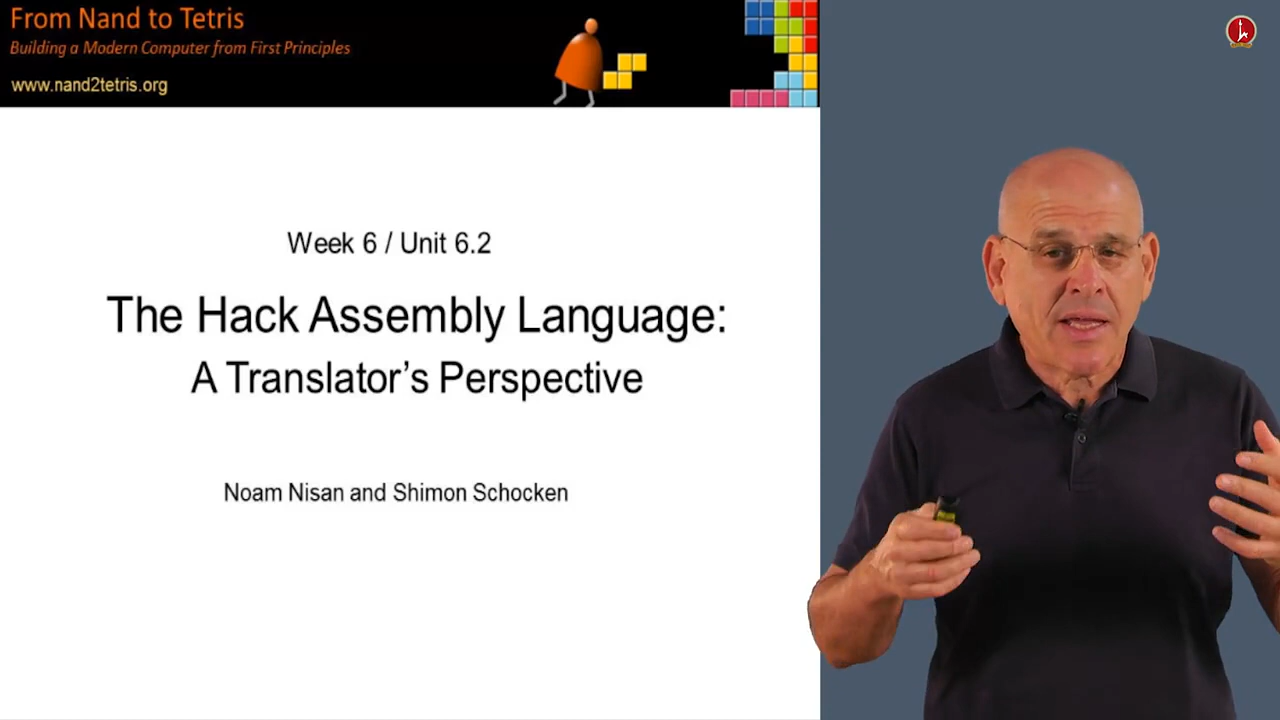 From Nand to Tetris
Building a Modern Computer from First Principles
www.nand2tetris.org
Week 6 / Unit 6.2
The Hack Assembly Language:
A Translator's Perspective
Noam Nisan and Shimon Schocken